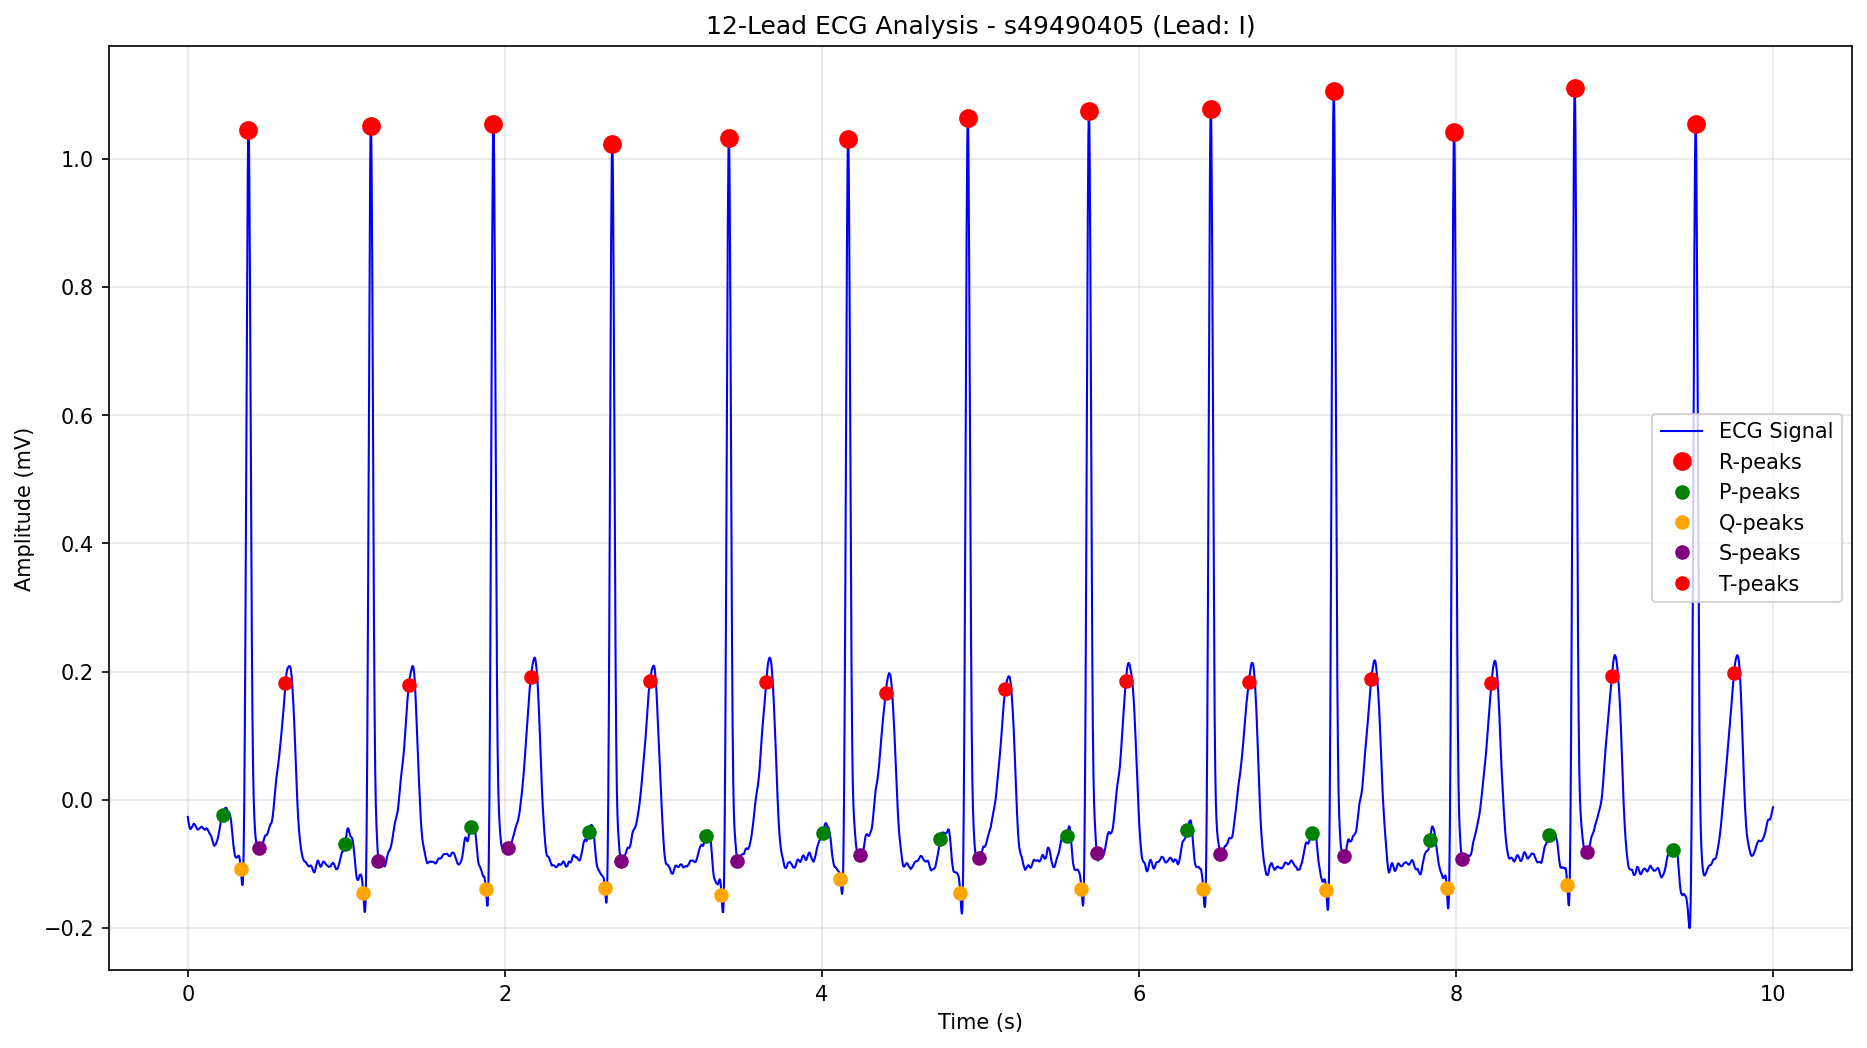 12-Lead ECG Analysis - s49490405 (Lead: I)
Amplitude (mV)
1.0
0.8
0.6
0.4
0.2
0.0
−0.2
ECG Signal
R-peaks
P-peaks
Q-peaks
S-peaks
T-peaks
0 2 4 6 8 10
Time (s)